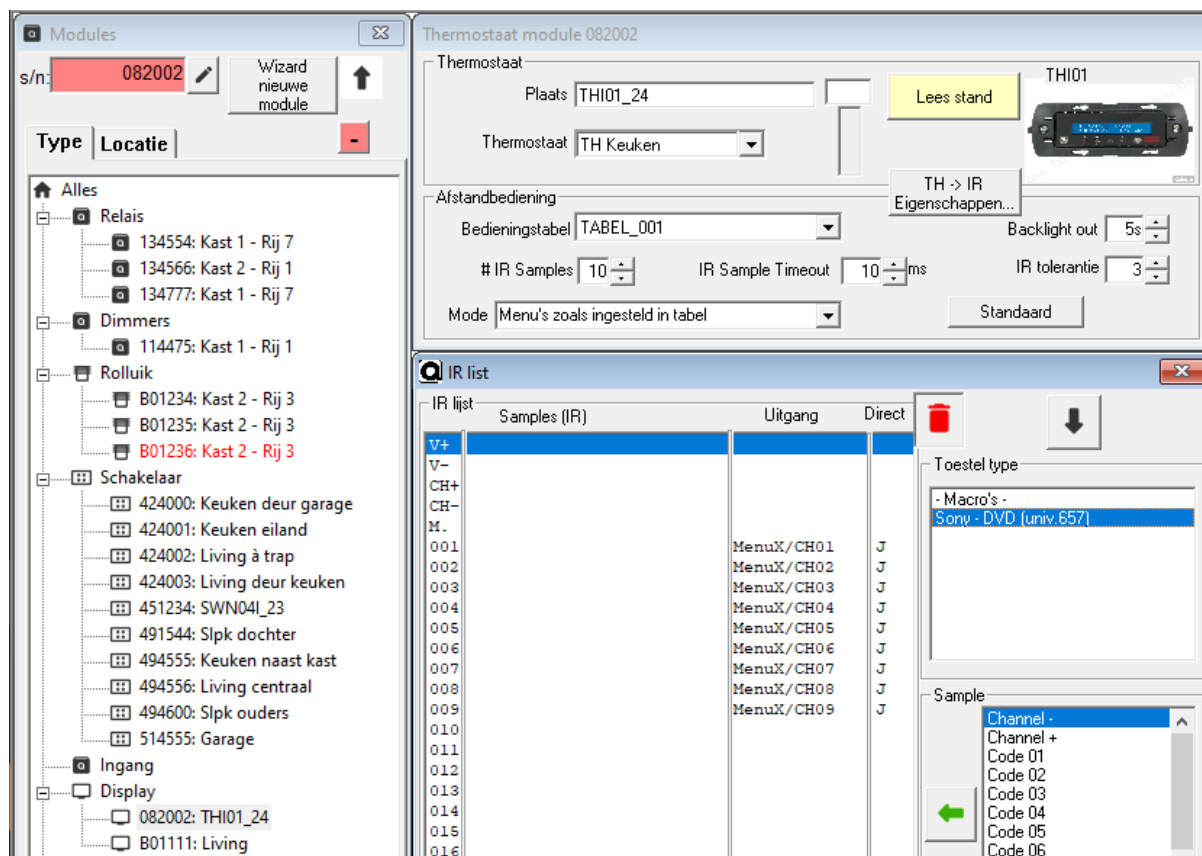 Modules
s/n: 082002
Wizard nieuwe module
Type Locatie
-
Alles
Relais
134554: Kast 1 - Rij 7
134566: Kast 2 - Rij 1
134777: Kast 1 - Rij 7
Dimmers
114475: Kast 1 - Rij 1
Rolluik
B01234: Kast 2 - Rij 3
B01235: Kast 2 - Rij 3
B01236: Kast 2 - Rij 3
Schakelaar
424000: Keuken deur garage
424001: Keuken eiland
424002: Living à trap
424003: Living deur keuken
451234: SWN04I_23
491544: Slpk dochter
494555: Keuken naast kast
494556: Living centraal
494600: Slpk ouders
514555: Garage
Ingang
Display
082002: THI01_24
B01111: Living
Thermostaat module 082002
Thermostaat
Plaats THI01_24
Lees stand
THI01
Thermostaat TH Keuken
TH -> IR
Eigenschappen...
Afstandbediening
Bedieningstabel TABEL_001
Backlight out 5s
# IR Samples 10 IR Sample Timeout 10 ms IR tolerantie 3
Mode Menu's zoals ingesteld in tabel
Standaard
IR list
IR lijst
Samples (IR) Uitgang Direct
V+
V-
CH+
CH-
M.
001 MenuX/CH01 J
002 MenuX/CH02 J
003 MenuX/CH03 J
004 MenuX/CH04 J
005 MenuX/CH05 J
006 MenuX/CH06 J
007 MenuX/CH07 J
008 MenuX/CH08 J
009 MenuX/CH09 J
010
011
012
013
014
015
016
Toestel type
- Macro's -
Sony - DVD (univ.657)
Sample
Channel -
Channel +
Code 01
Code 02
Code 03
Code 04
Code 05
Code 06